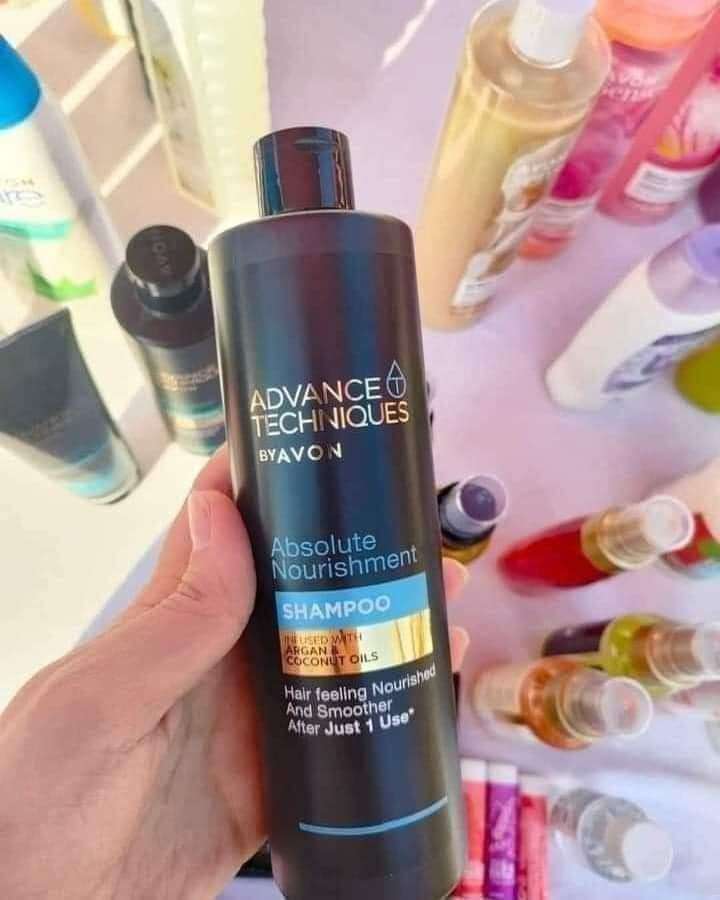 ADVANCE
TECHNIQUES
BY AVON
Absolute
Nourishment
SHAMPOO
INFUSED WITH
ARGAN &
COCONUT OILS
Hair feeling Nourished
And Smoother
After Just 1 Use*